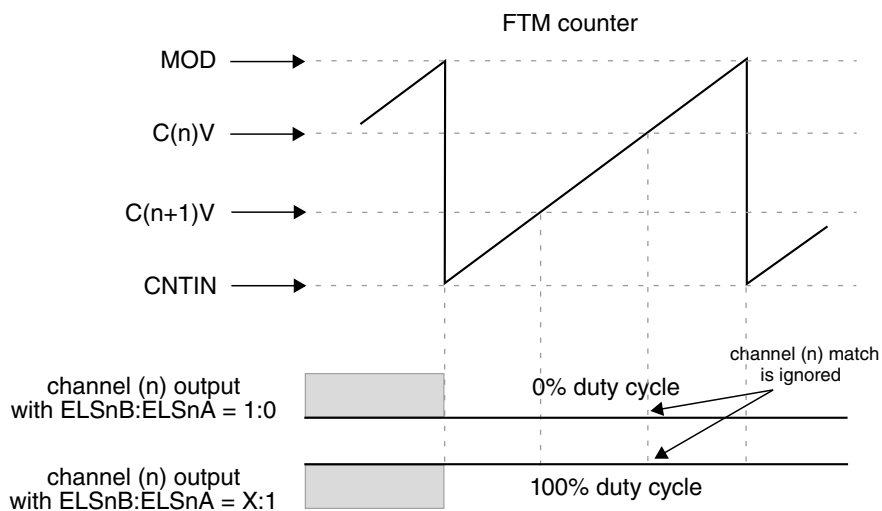 FTM counter
MOD
C(n)V
C(n+1)V
CNTIN
channel (n) match
is ignored
channel (n) output
with ELSnB:ELSnA = 1:0
0% duty cycle
channel (n) output
with ELSnB:ELSnA = X:1
100% duty cycle